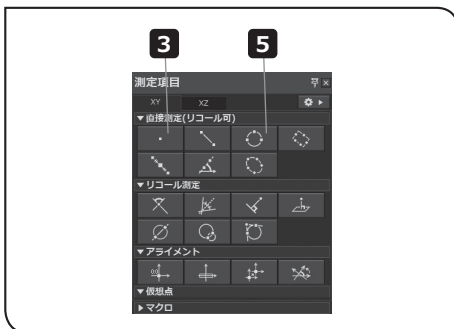 3 5
測定項目
XY XZ
▼直接測定(リコール可)
▼リコール測定
▼アライメント
▼仮想点
▶マクロ